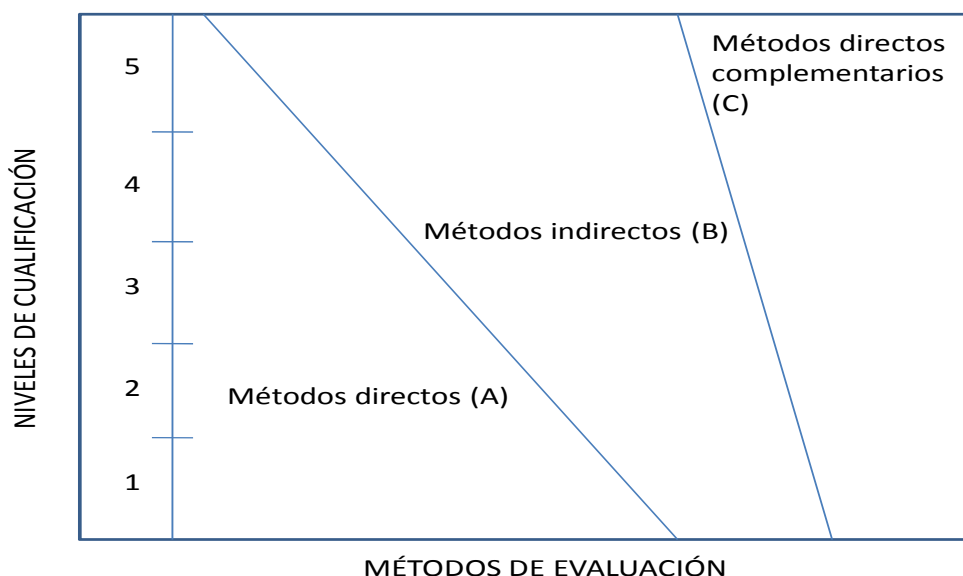 NIVELES DE CUALIFICACIÓN
5
4
3
2
1
Métodos directos
complementarios
(C)
Métodos indirectos (B)
Métodos directos (A)
MÉTODOS DE EVALUACIÓN